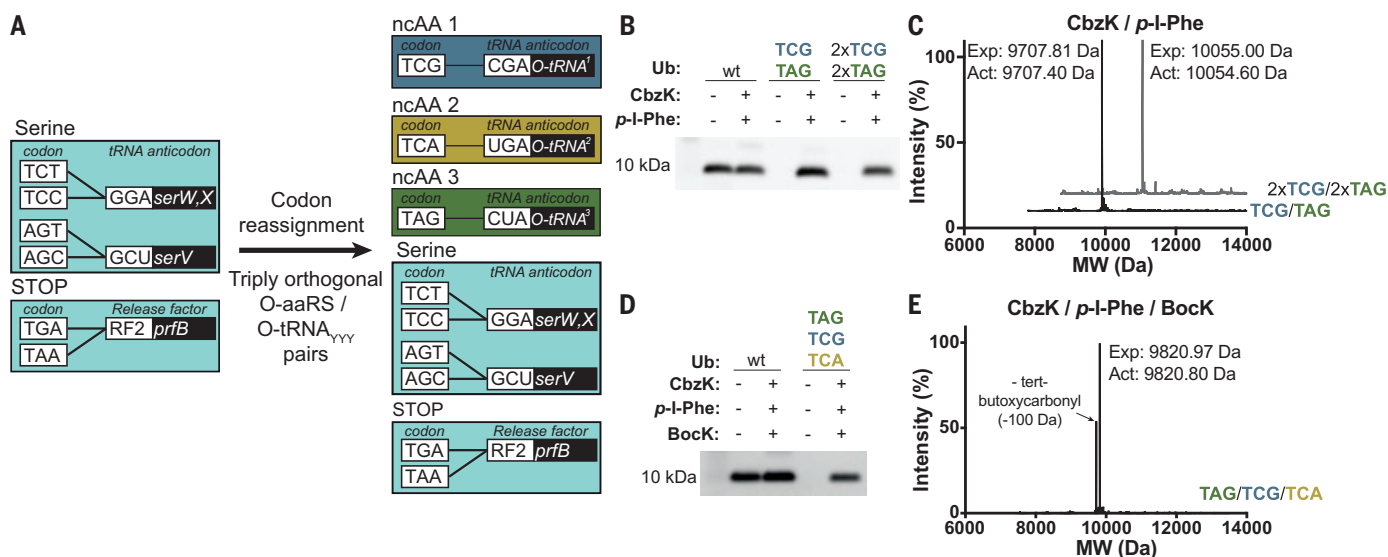 A
Serine
codon
tRNA anticodon
TCT
TCC
GGA serW,X
AGT
AGC
GCU serV
STOP
codon
Release factor
TGA
TAA
RF2 prfB
Codon
reassignment
Triply orthogonal
O-aaRS /
O-tRNAYYY
pairs
ncAA 1
codon
tRNA anticodon
TCG
CGA O-tRNA¹
ncAA 2
codon
tRNA anticodon
TCA
UGA O-tRNA²
ncAA 3
codon
tRNA anticodon
TAG
CUA O-tRNA³
Serine
codon
tRNA anticodon
TCT
TCC
GGA serW,X
AGT
AGC
GCU serV
STOP
codon
Release factor
TGA
TAA
RF2 prfB
B
TCG 2xTCG
Ub: wt TAG 2xTAG
CbzK: - + - + - +
p-I-Phe: - + - + - +
10 kDa
C
CbzK / p-I-Phe
Exp: 9707.81 Da
Act: 9707.40 Da
Exp: 10055.00 Da
Act: 10054.60 Da
Intensity (%)
100
50
0
2xTCG/2xTAG
TCG/TAG
6000 8000 10000 12000 14000
MW (Da)
D
TAG
TCG
Ub: wt TCA
CbzK: - + - +
p-I-Phe: - + - +
BocK: - + - +
10 kDa
E
CbzK / p-I-Phe / BocK
Exp: 9820.97 Da
Act: 9820.80 Da
- tert-
butoxycarbonyl
(-100 Da)
Intensity (%)
100
50
0
TAG/TCG/TCA
6000 8000 10000 12000 14000
MW (Da)